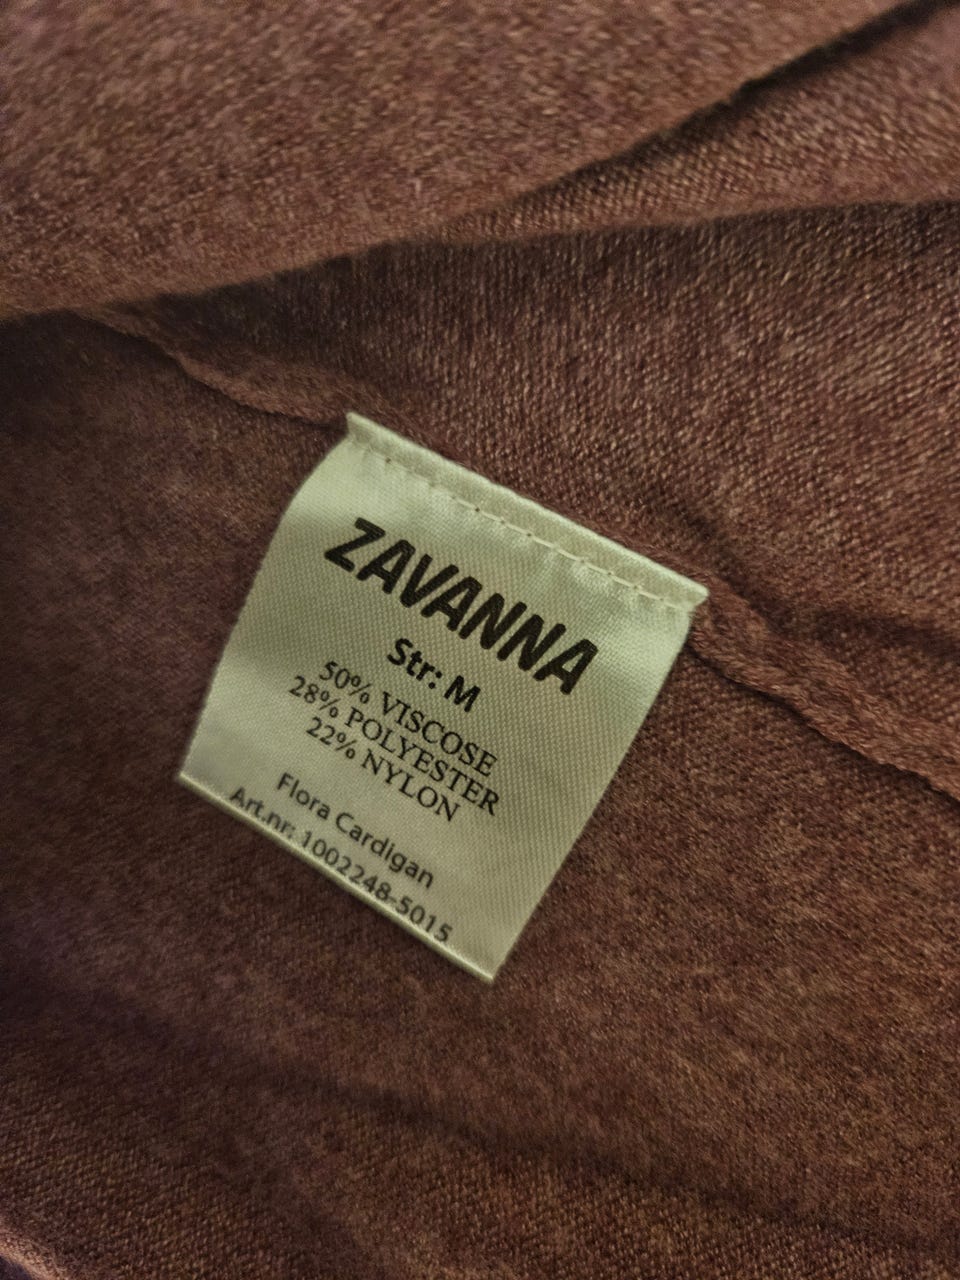 ZAVANNA
Str: M
50% VISCOSE
28% POLYESTER
22% NYLON
Flora Cardigan
Art.nr: 1002248-5015